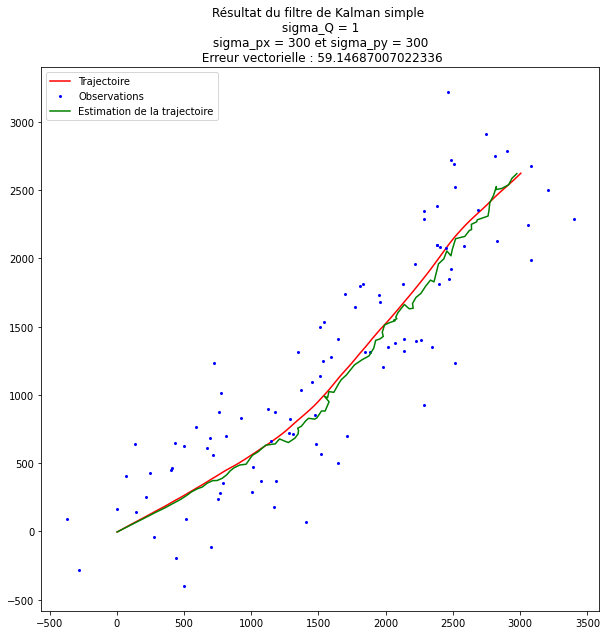 Résultat du filtre de Kalman simple
sigma_Q = 1
sigma_px = 300 et sigma_py = 300
Erreur vectorielle : 59.14687007022336
Trajectoire
Observations
Estimation de la trajectoire
3000
2500
2000
1500
1000
500
0
−500
−500 0 500 1000 1500 2000 2500 3000 3500